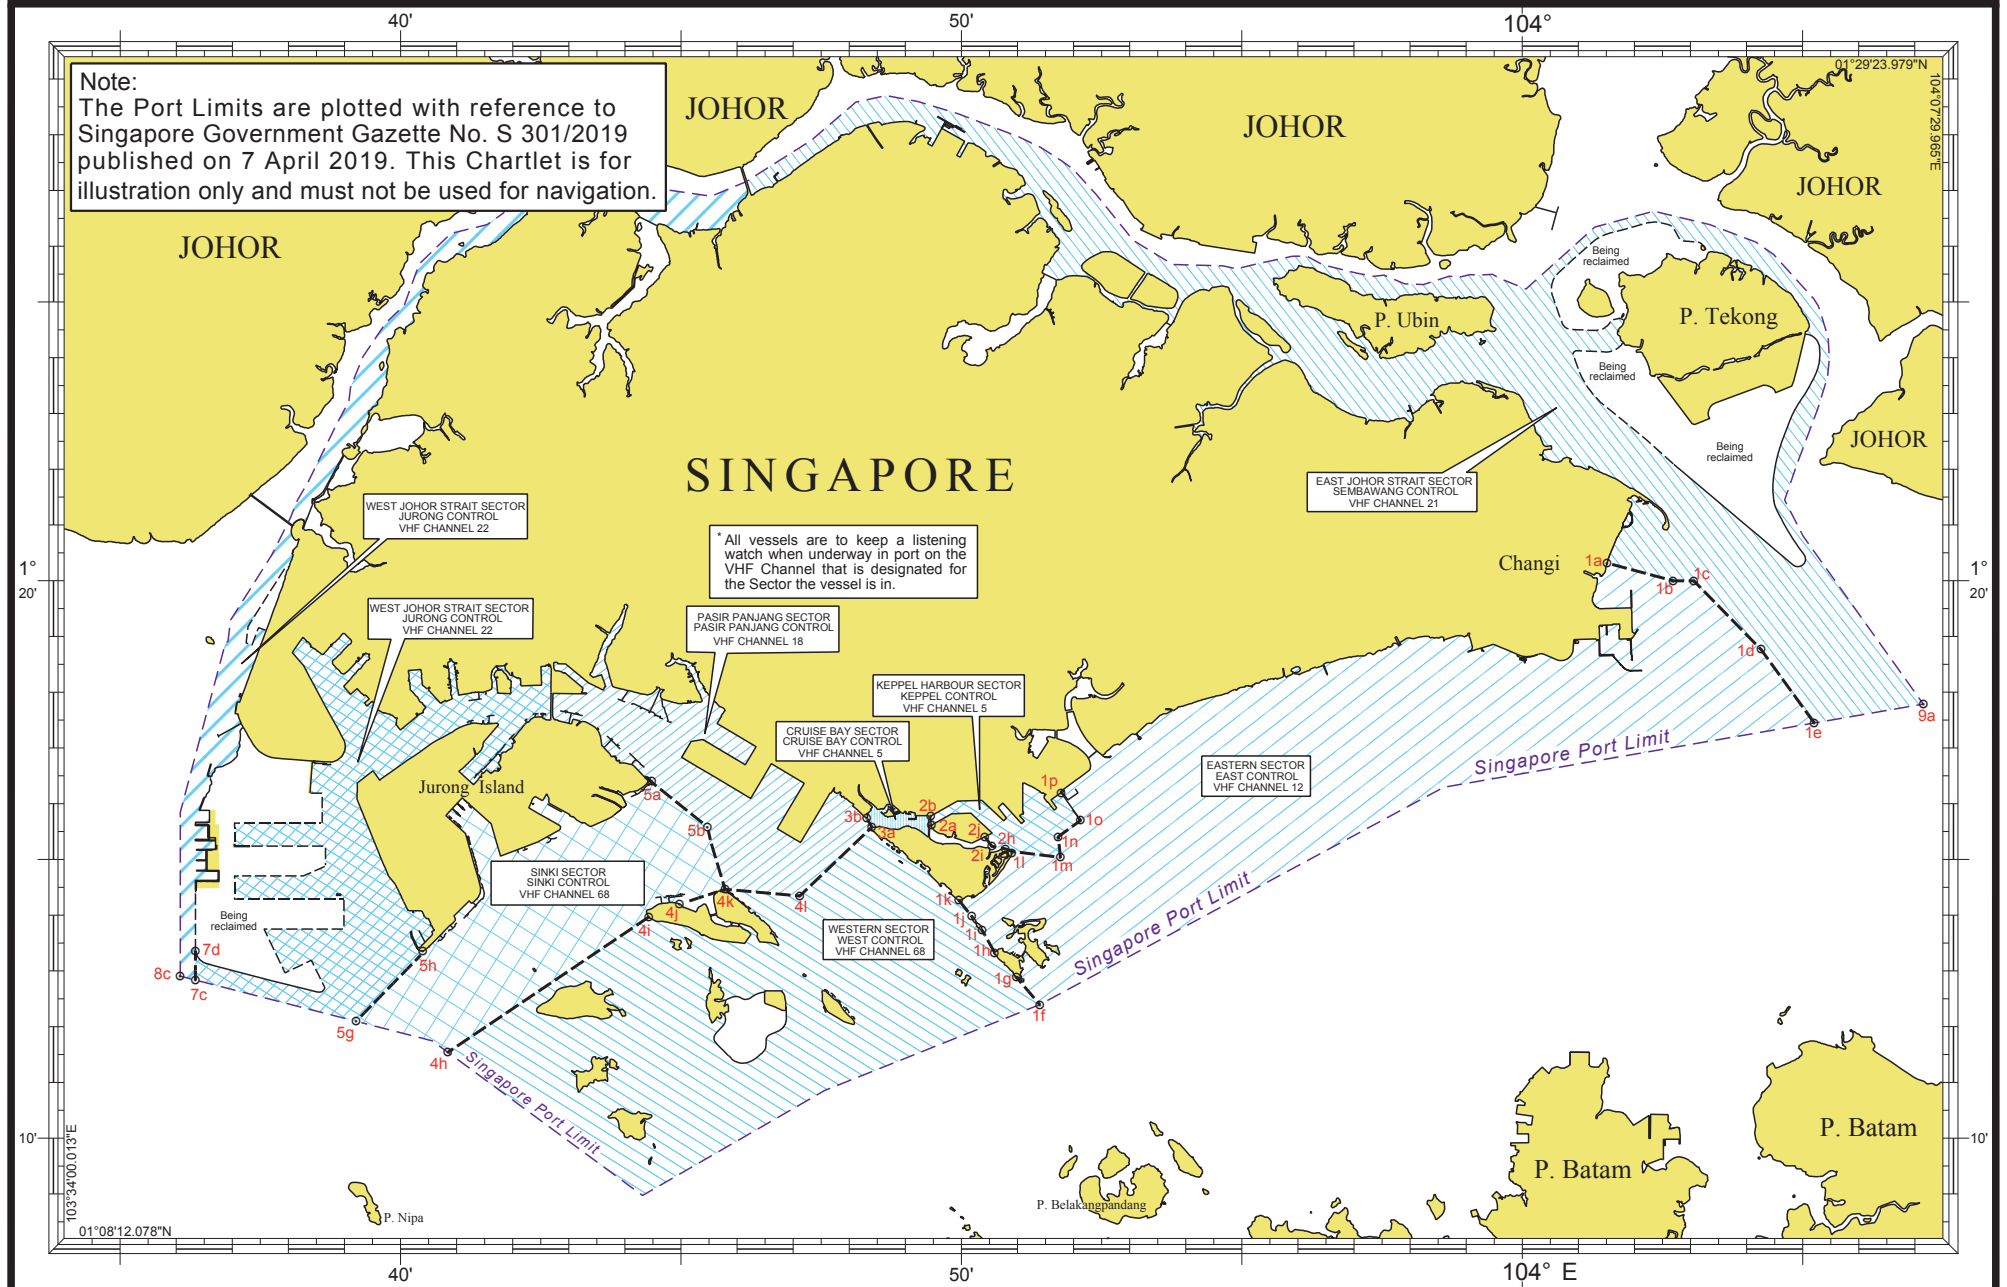 40'
50'
104°
Note:
The Port Limits are plotted with reference to
Singapore Government Gazette No. S 301/2019
published on 7 April 2019. This Chartlet is for
illustration only and must not be used for navigation.
01°29'23.979"N
104°07'29.965"E
JOHOR
JOHOR
JOHOR
JOHOR
JOHOR
Being
reclaimed
P. Ubin
P. Tekong
Being
reclaimed
Being
reclaimed
SINGAPORE
EAST JOHOR STRAIT SECTOR
SEMBAWANG CONTROL
VHF CHANNEL 21
WEST JOHOR STRAIT SECTOR
JURONG CONTROL
VHF CHANNEL 22
* All vessels are to keep a listening
watch when underway in port on the
VHF Channel that is designated for
the Sector the vessel is in.
Changi
1a
1b
1c
1°
20'
1°
20'
WEST JOHOR STRAIT SECTOR
JURONG CONTROL
VHF CHANNEL 22
PASIR PANJANG SECTOR
PASIR PANJANG CONTROL
VHF CHANNEL 18
1d
KEPPEL HARBOUR SECTOR
KEPPEL CONTROL
VHF CHANNEL 5
9a
1e
CRUISE BAY SECTOR
CRUISE BAY CONTROL
VHF CHANNEL 5
Singapore Port Limit
EASTERN SECTOR
EAST CONTROL
VHF CHANNEL 12
Jurong Island
5a
1p
5b
3b
3a
2b
2a
2j
2h
2i
1l
1m
1n
1o
SINKI SECTOR
SINKI CONTROL
VHF CHANNEL 68
4k
4l
4j
4i
1k
1j
1i
1h
1g
1f
WESTERN SECTOR
WEST CONTROL
VHF CHANNEL 68
Singapore Port Limit
Being
reclaimed
7d
8c
7c
5h
5g
4h
Singapore Port Limit
10'
10'
103°34'00.013"E
01°08'12.078"N
P. Nipa
P. Belakangpandang
P. Batam
P. Batam
40'
50'
104° E